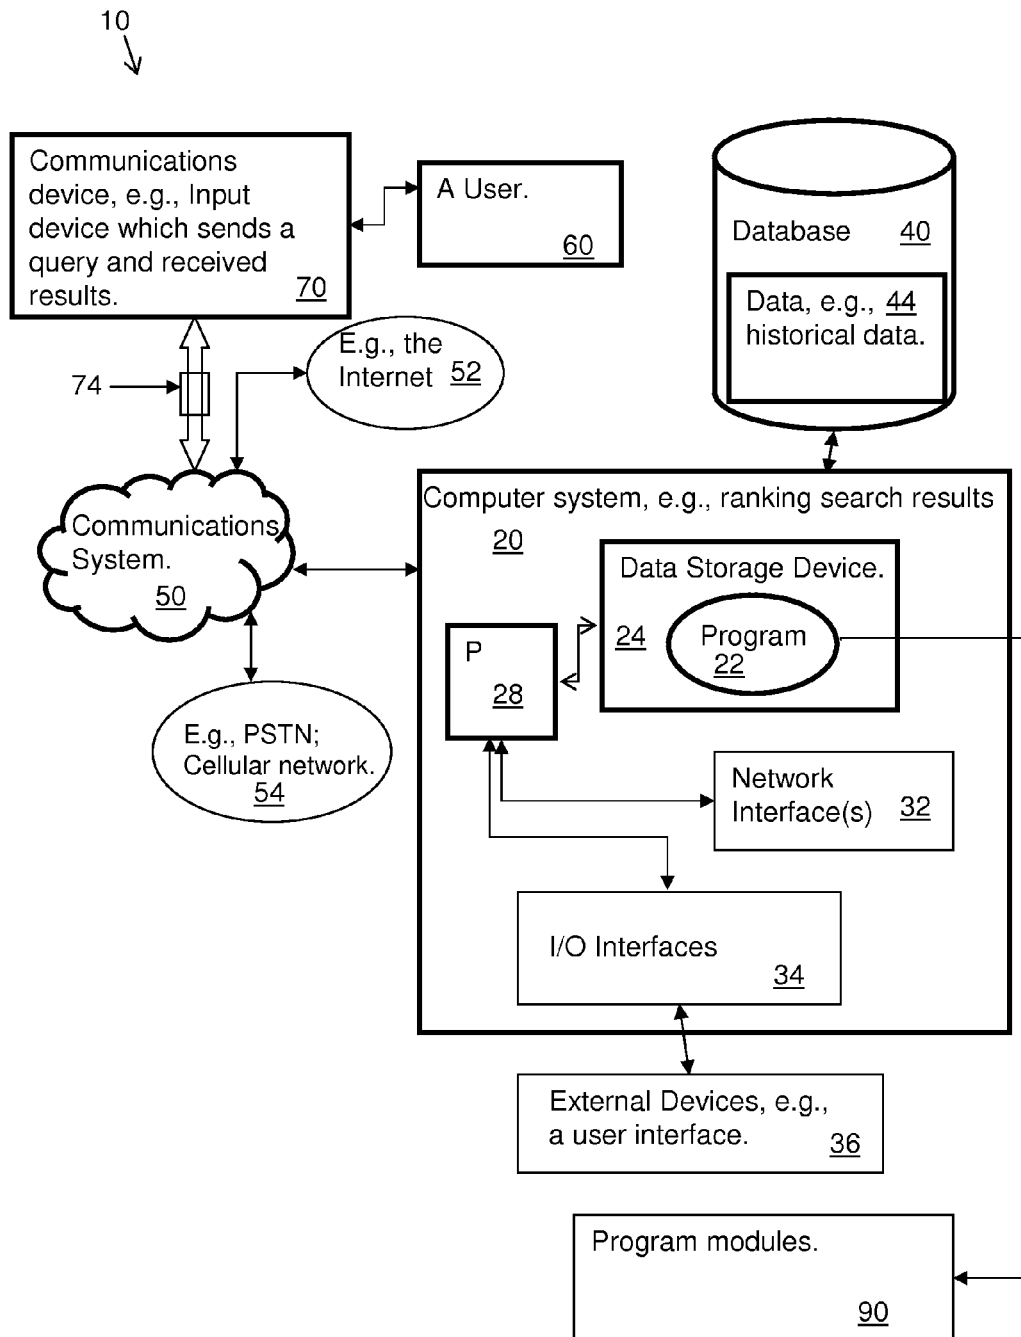 10
Communications
device, e.g., Input
device which sends a
query and received
results. 70
A User.
60
Database 40
Data, e.g., 44
historical data.
E.g., the
Internet 52
74
Communications
System.
50
Computer system, e.g., ranking search results
20
Data Storage Device.
24
Program
22
P
28
E.g., PSTN;
Cellular network.
54
Network
Interface(s) 32
I/O Interfaces
34
External Devices, e.g.,
a user interface. 36
Program modules.
90